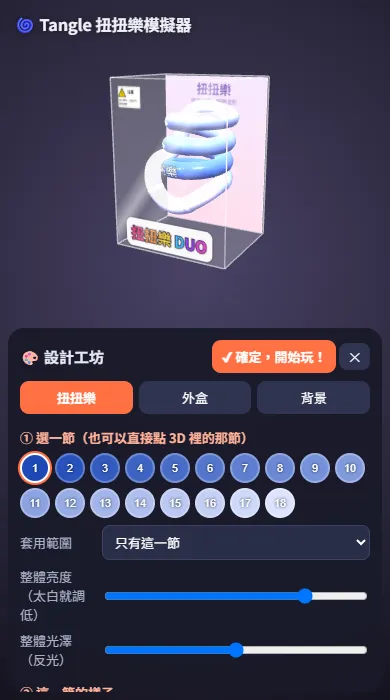 🌀 Tangle 扭扭樂模擬器
注意
扭扭樂
樂
扭扭樂 DUO
🎨 設計工坊
✓ 確定，開始玩！
✕
扭扭樂
外盒
背景
① 選一節（也可以直接點 3D 裡的那節）
1 2 3 4 5 6 7 8 9 10
11 12 13 14 15 16 17 18
套用範圍
只有這一節
整體亮度
（太白就調
低）
整體光澤
（反光）